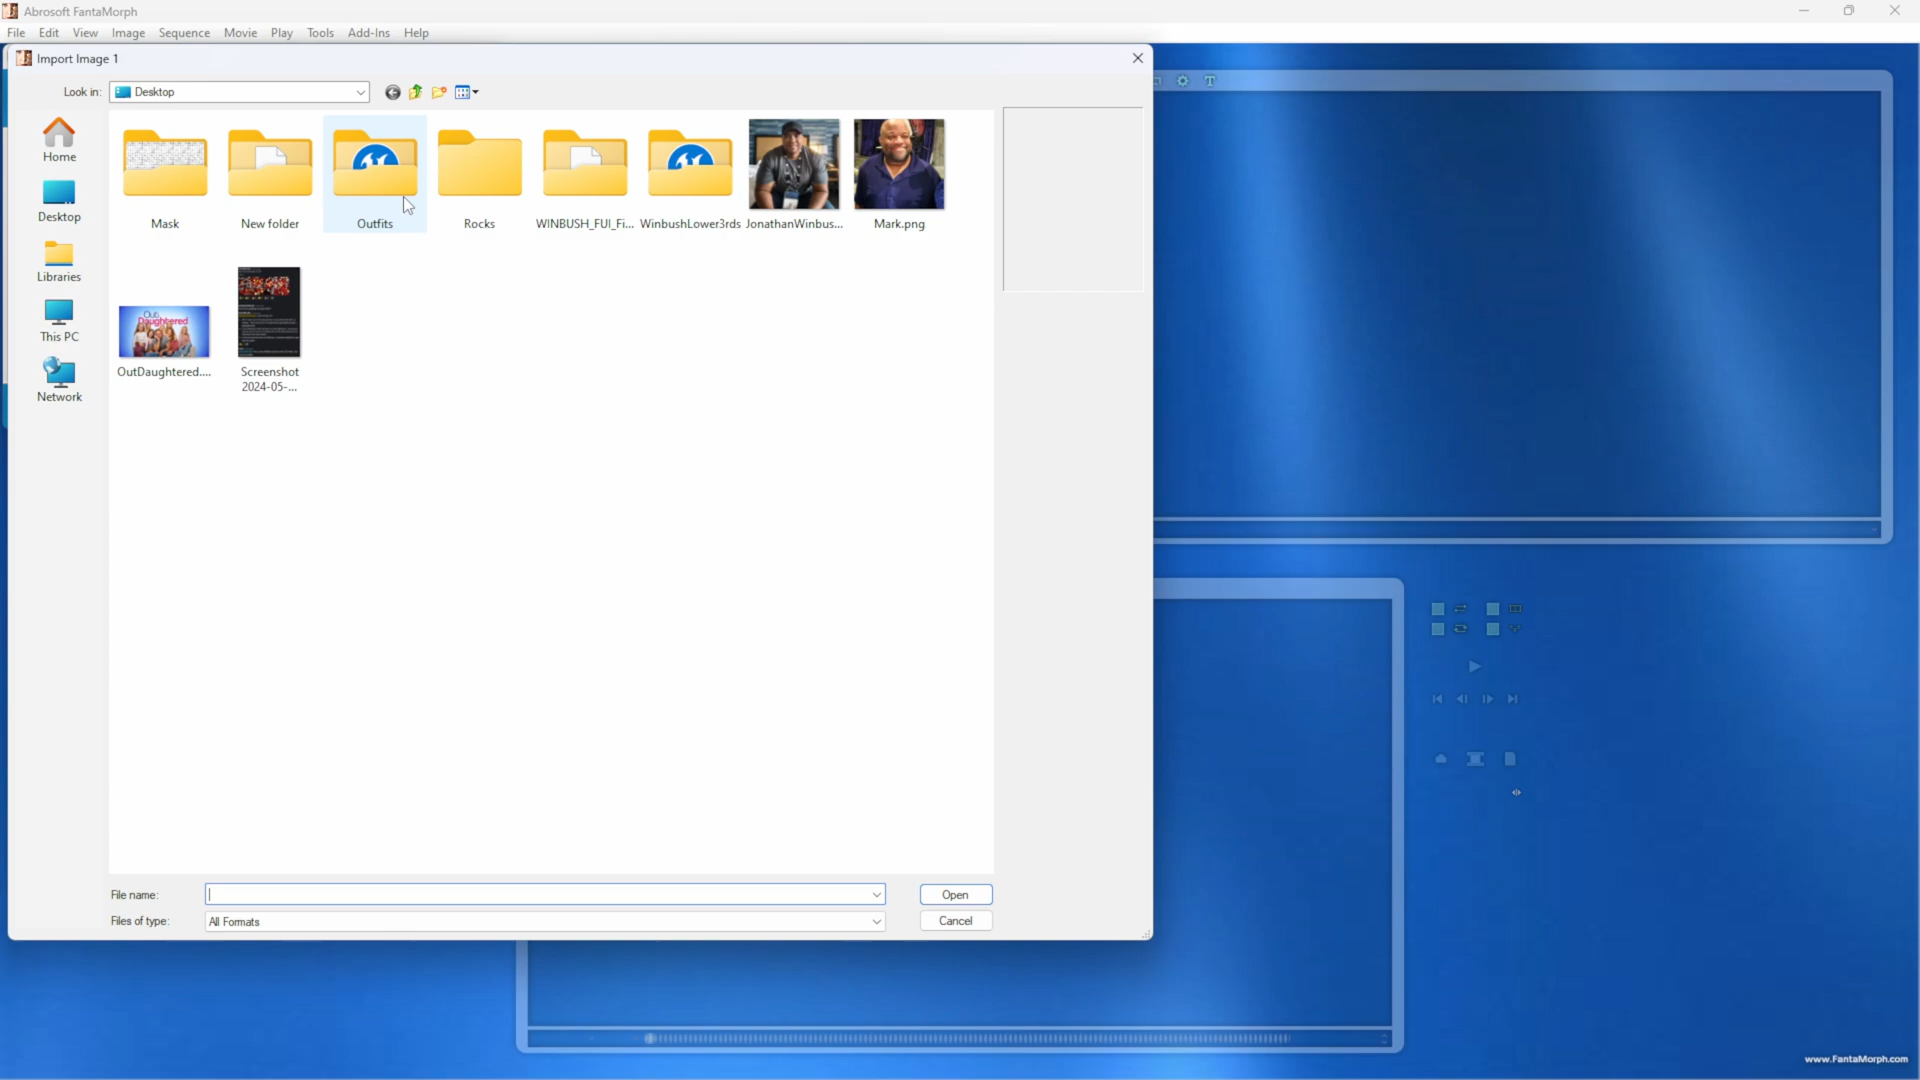 Abrosoft FantaMorph
File Edit View Image Sequence Movie Play Tools Add-Ins Help
Import Image 1
Look in: Desktop
Home
Desktop
Libraries
This PC
Network
Mask
New folder
Outfits
Rocks
WINBUSH_FUI_Fi...
WinbushLower3rds
JonathanWinbus...
Mark.png
Out
Daughtered
OutDaughtered....
Screenshot
2024-05-...
File name:
Open
Files of type: All Formats
Cancel
www.FantaMorph.com